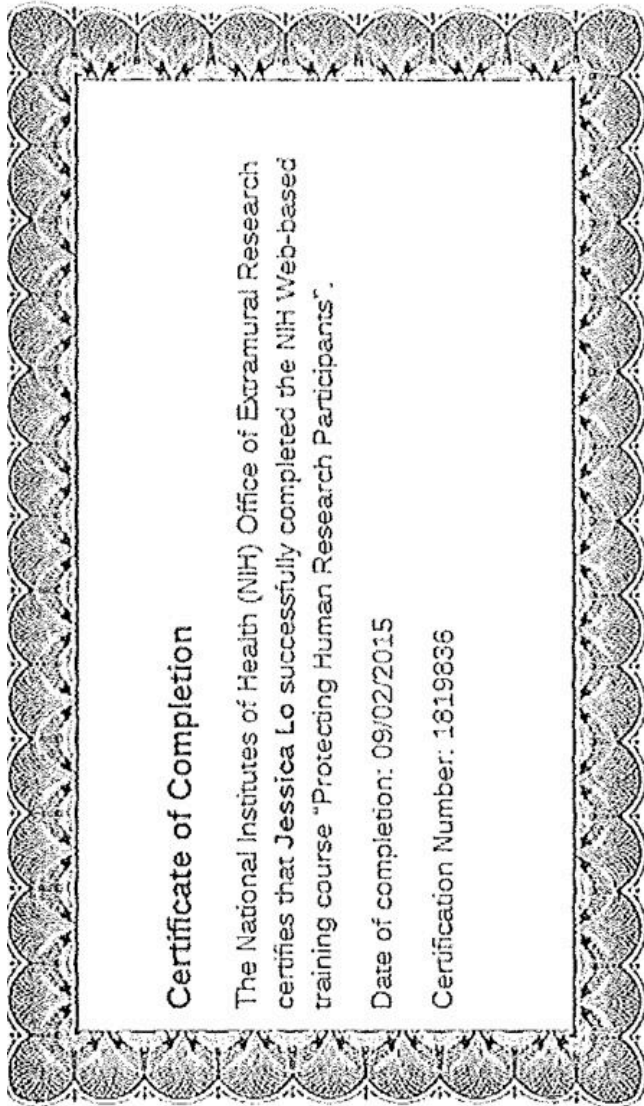 Certificate of Completion
The National Institutes of Health (NIH) Office of Extramural Research
certifies that Jessica Lo successfully completed the NIH Web-based
training course "Protecting Human Research Participants".
Date of completion: 09/02/2015
Certification Number: 1819836